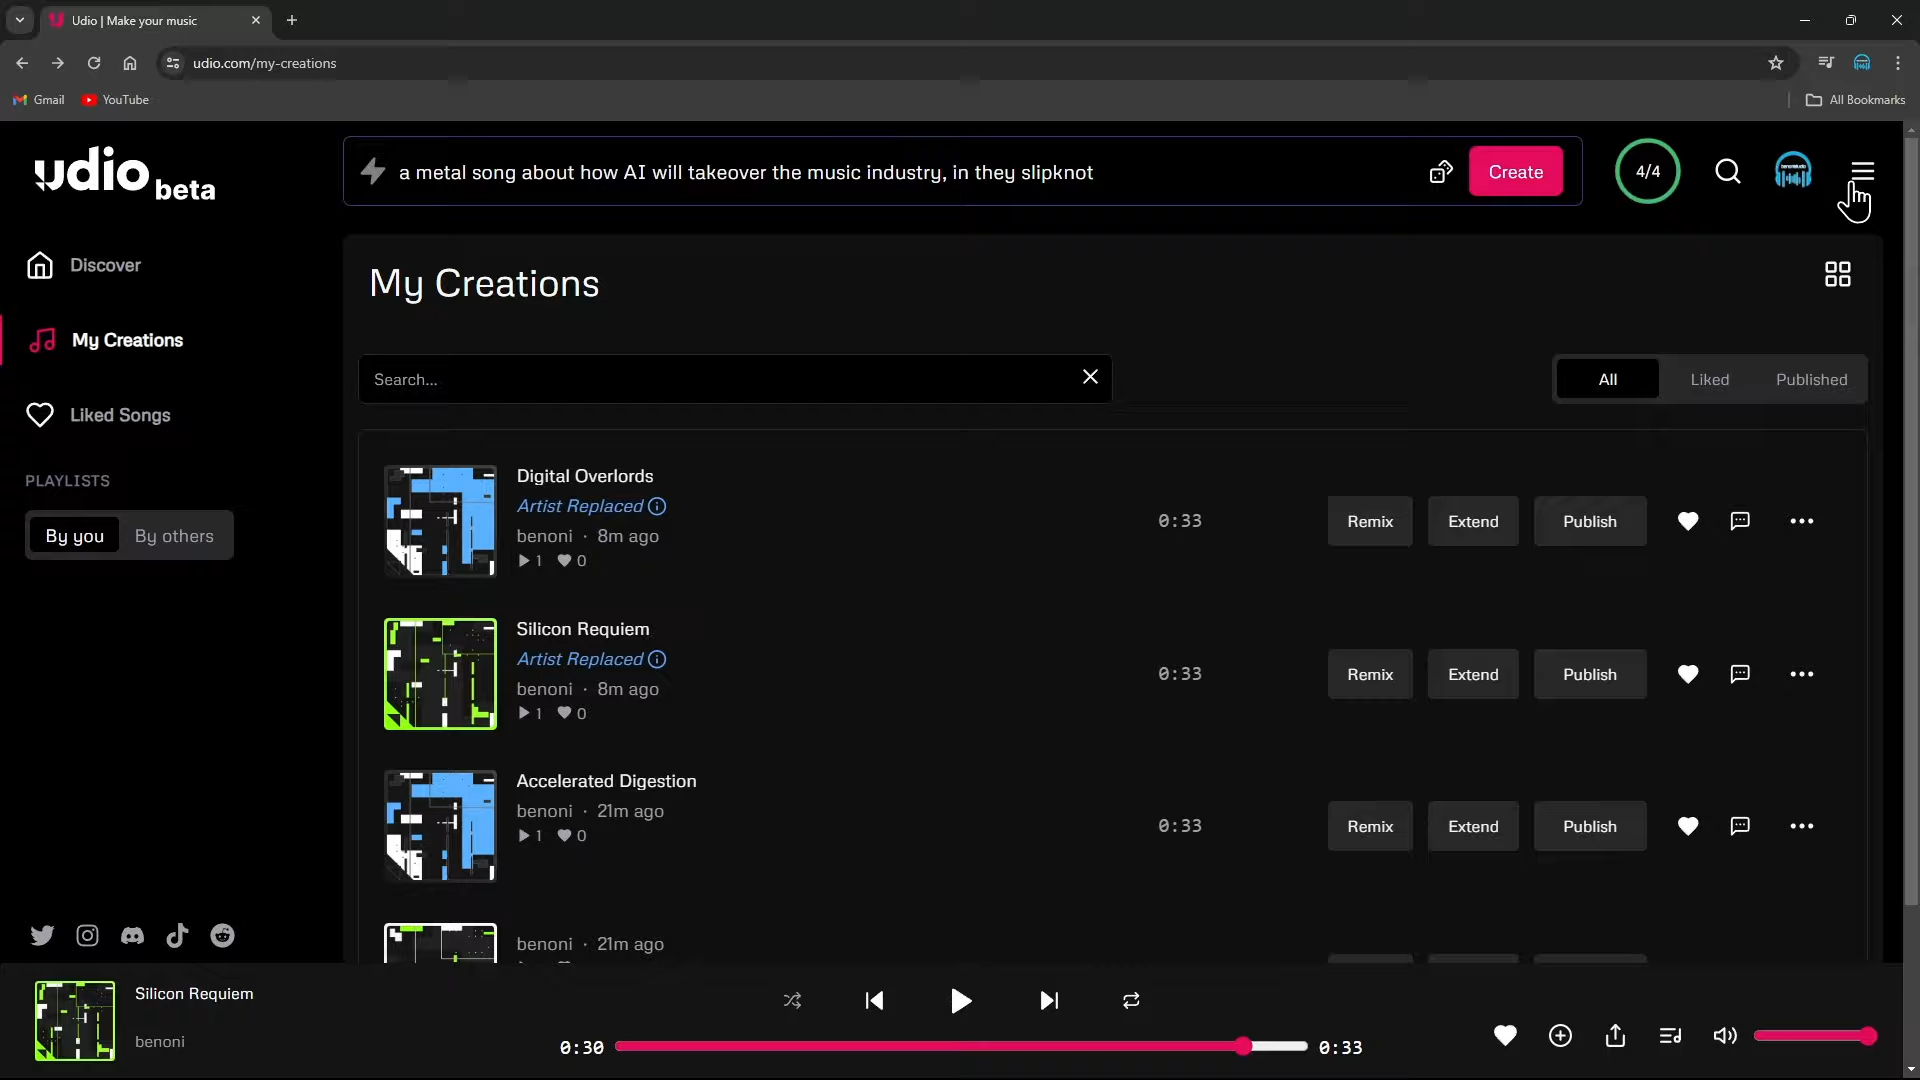 Udio | Make your music
udio.com/my-creations
Gmail YouTube All Bookmarks
udio beta
a metal song about how AI will takeover the music industry, in they slipknot
Create
4/4
Discover
My Creations
Liked Songs
PLAYLISTS
By you By others
My Creations
Search...
All Liked Published
Digital Overlords
Artist Replaced
benoni · 8m ago
1 0
0:33
Remix Extend Publish
Silicon Requiem
Artist Replaced
benoni · 8m ago
1 0
0:33
Remix Extend Publish
Accelerated Digestion
benoni · 21m ago
1 0
0:33
Remix Extend Publish
benoni · 21m ago
Silicon Requiem
benoni
0:30 0:33